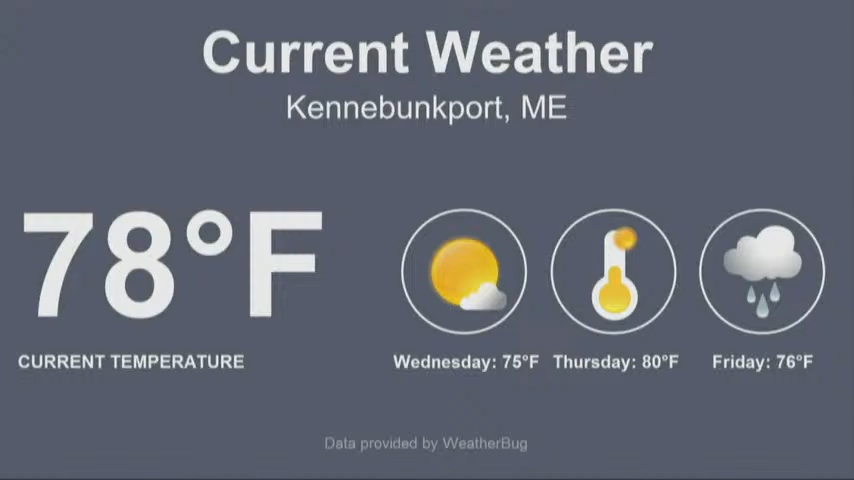 Current Weather
Kennebunkport, ME
78°F
CURRENT TEMPERATURE
Wednesday: 75°F
Thursday: 80°F
Friday: 76°F
Data provided by WeatherBug